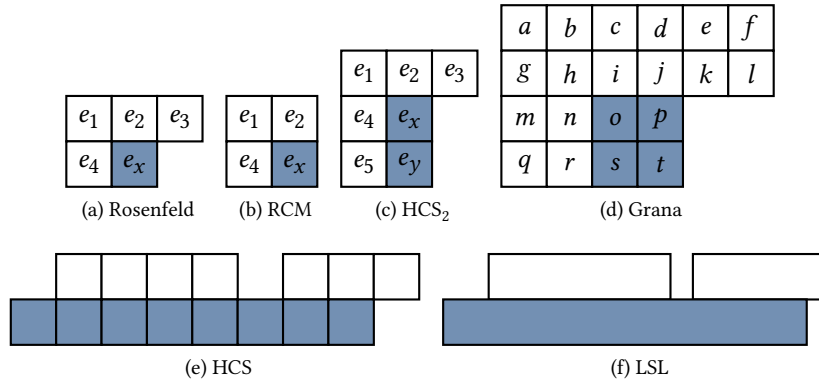 a b c d e f
e₁ e₂ e₃
g h i j k l
e₁ e₂ e₃
e₁ e₂
e₄ eₓ
m n o p
e₄ eₓ
e₄ eₓ
e₅ e_y
q r s t
(a) Rosenfeld
(b) RCM
(c) HCS₂
(d) Grana
(e) HCS
(f) LSL